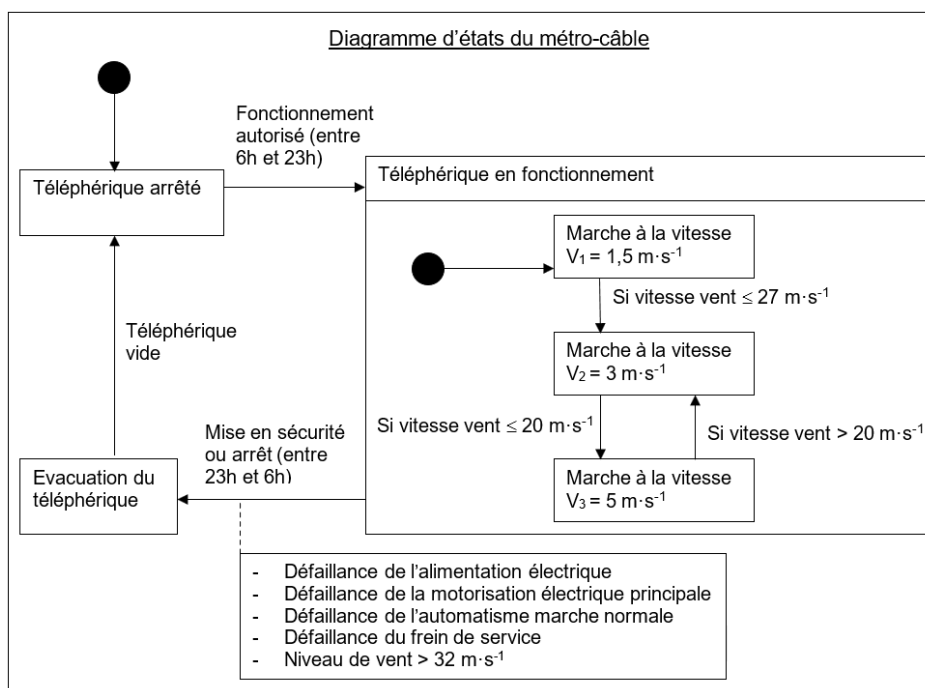 Diagramme d'états du métro-câble
Fonctionnement
autorisé (entre
6h et 23h)
Téléphérique arrêté
Téléphérique en fonctionnement
Marche à la vitesse
V₁ = 1,5 m·s⁻¹
Si vitesse vent ≤ 27 m·s⁻¹
Marche à la vitesse
V₂ = 3 m·s⁻¹
Si vitesse vent ≤ 20 m·s⁻¹
Si vitesse vent > 20 m·s⁻¹
Marche à la vitesse
V₃ = 5 m·s⁻¹
Téléphérique
vide
Mise en sécurité
ou arrêt (entre
23h et 6h)
Evacuation du
téléphérique
- Défaillance de l'alimentation électrique
- Défaillance de la motorisation électrique principale
- Défaillance de l'automatisme marche normale
- Défaillance du frein de service
- Niveau de vent > 32 m·s⁻¹